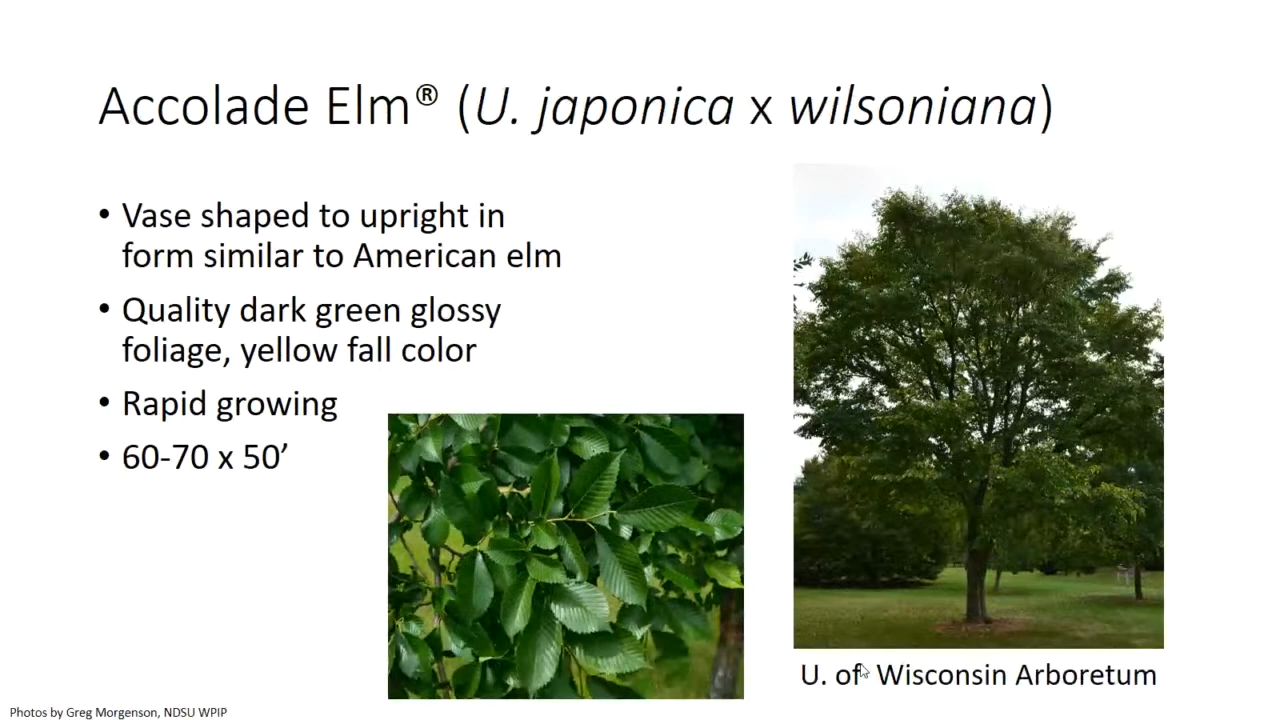 Accolade Elm® (U. japonica x wilsoniana)
• Vase shaped to upright in
form similar to American elm
• Quality dark green glossy
foliage, yellow fall color
• Rapid growing
• 60-70 x 50’
U. of Wisconsin Arboretum
Photos by Greg Morgenson, NDSU WPIP